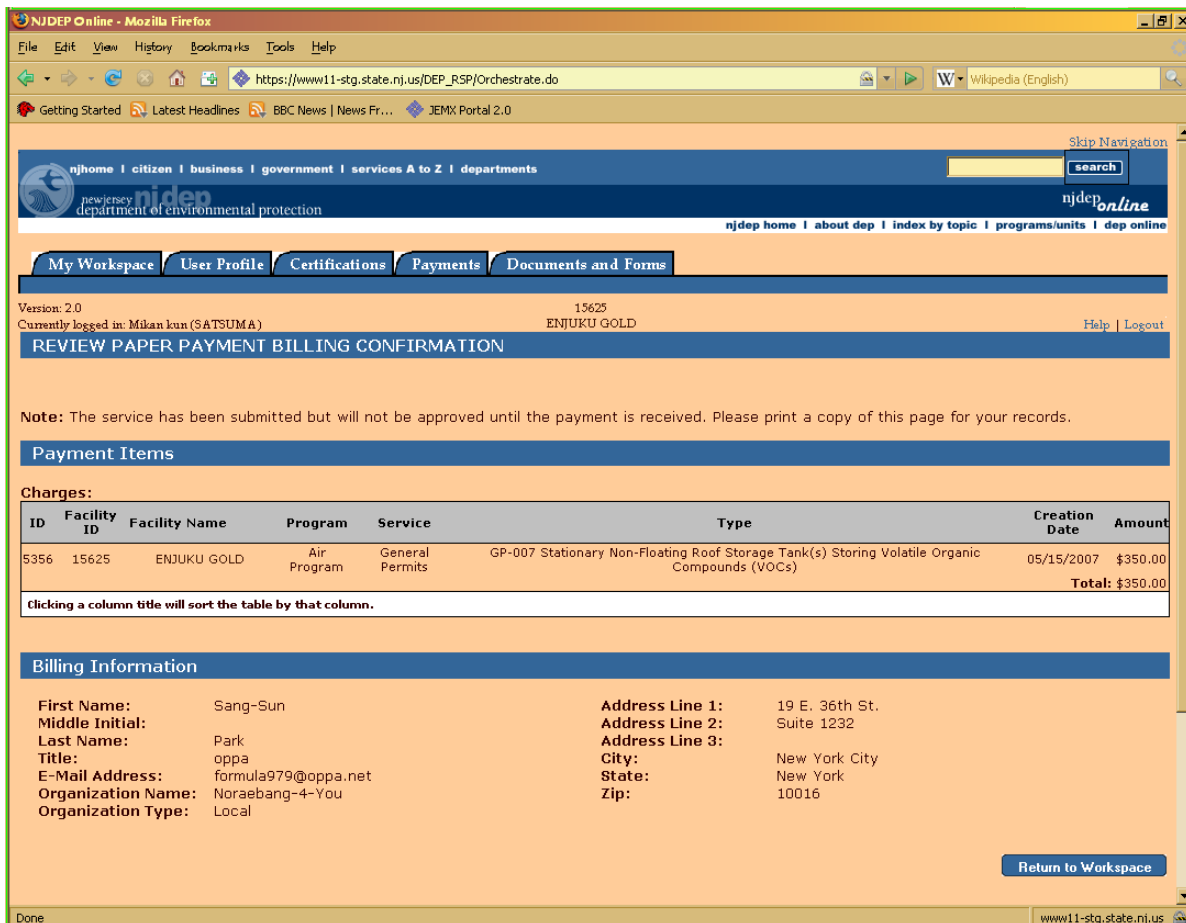 NJDEP Online - Mozilla Firefox
File Edit View History Bookmarks Tools Help
https://www11-stg.state.nj.us/DEP_RSP/Orchestrate.do W Wikipedia (English)
Getting Started Latest Headlines BBC News | News Fr... JEMX Portal 2.0
Skip Navigation
njhome | citizen | business | government | services A to Z | departments search
newjersey njdep
department of environmental protection
njdep online
njdep home | about dep | index by topic | programs/units | dep online
My Workspace User Profile Certifications Payments Documents and Forms
Version: 2.0 15625
Currently logged in: Mikan kun (SATSUMA) ENJUKU GOLD Help | Logout
REVIEW PAPER PAYMENT BILLING CONFIRMATION
Note: The service has been submitted but will not be approved until the payment is received. Please print a copy of this page for your records.
Payment Items
Charges:
ID Facility ID Facility Name Program Service Type Creation Date Amount
5356 15625 ENJUKU GOLD Air Program General Permits GP-007 Stationary Non-Floating Roof Storage Tank(s) Storing Volatile Organic Compounds (VOCs) 05/15/2007 $350.00
Total: $350.00
Clicking a column title will sort the table by that column.
Billing Information
First Name: Sang-Sun Address Line 1: 19 E. 36th St.
Middle Initial: Address Line 2: Suite 1232
Last Name: Park Address Line 3:
Title: oppa City: New York City
E-Mail Address: formula979@oppa.net State: New York
Organization Name: Noraebang-4-You Zip: 10016
Organization Type: Local
Return to Workspace
Done www11-stg.state.nj.us